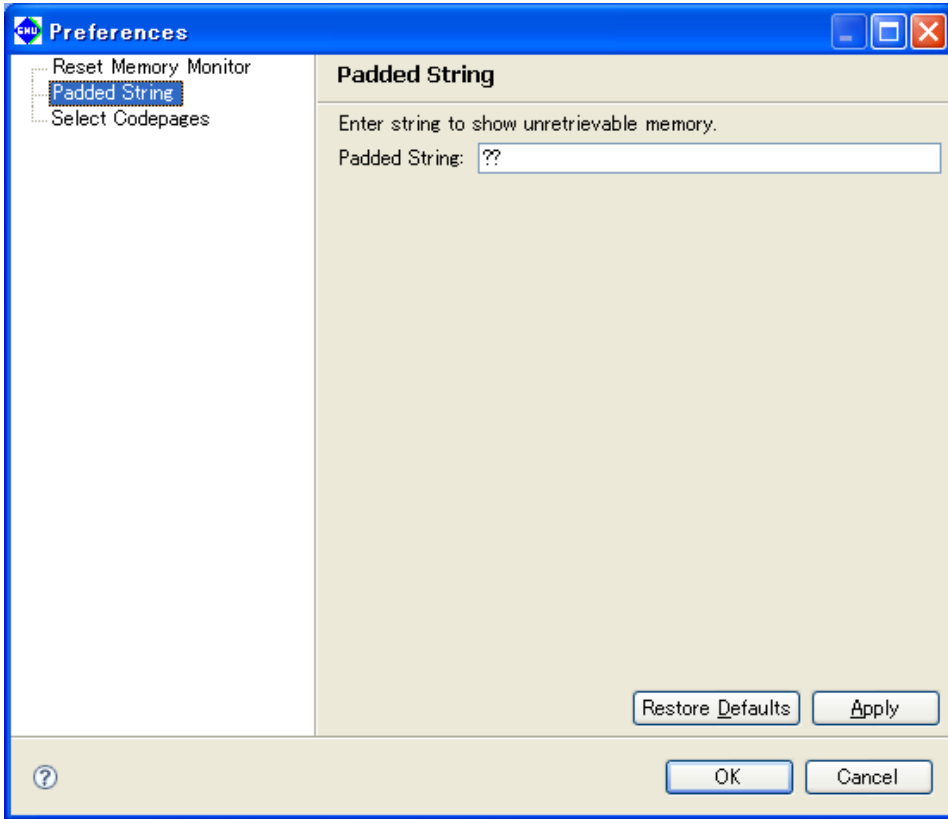 GNU Preferences
Reset Memory Monitor
Padded String
Select Codepages
Padded String
Enter string to show unretrievable memory.
Padded String: ??
Restore Defaults Apply
? OK Cancel